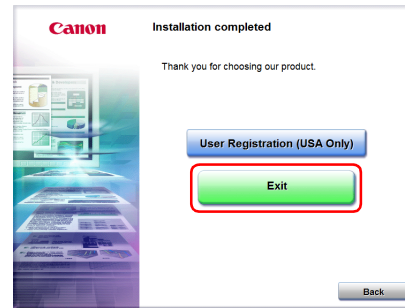 Canon
Installation completed
Thank you for choosing our product.
User Registration (USA Only)
Exit
Back